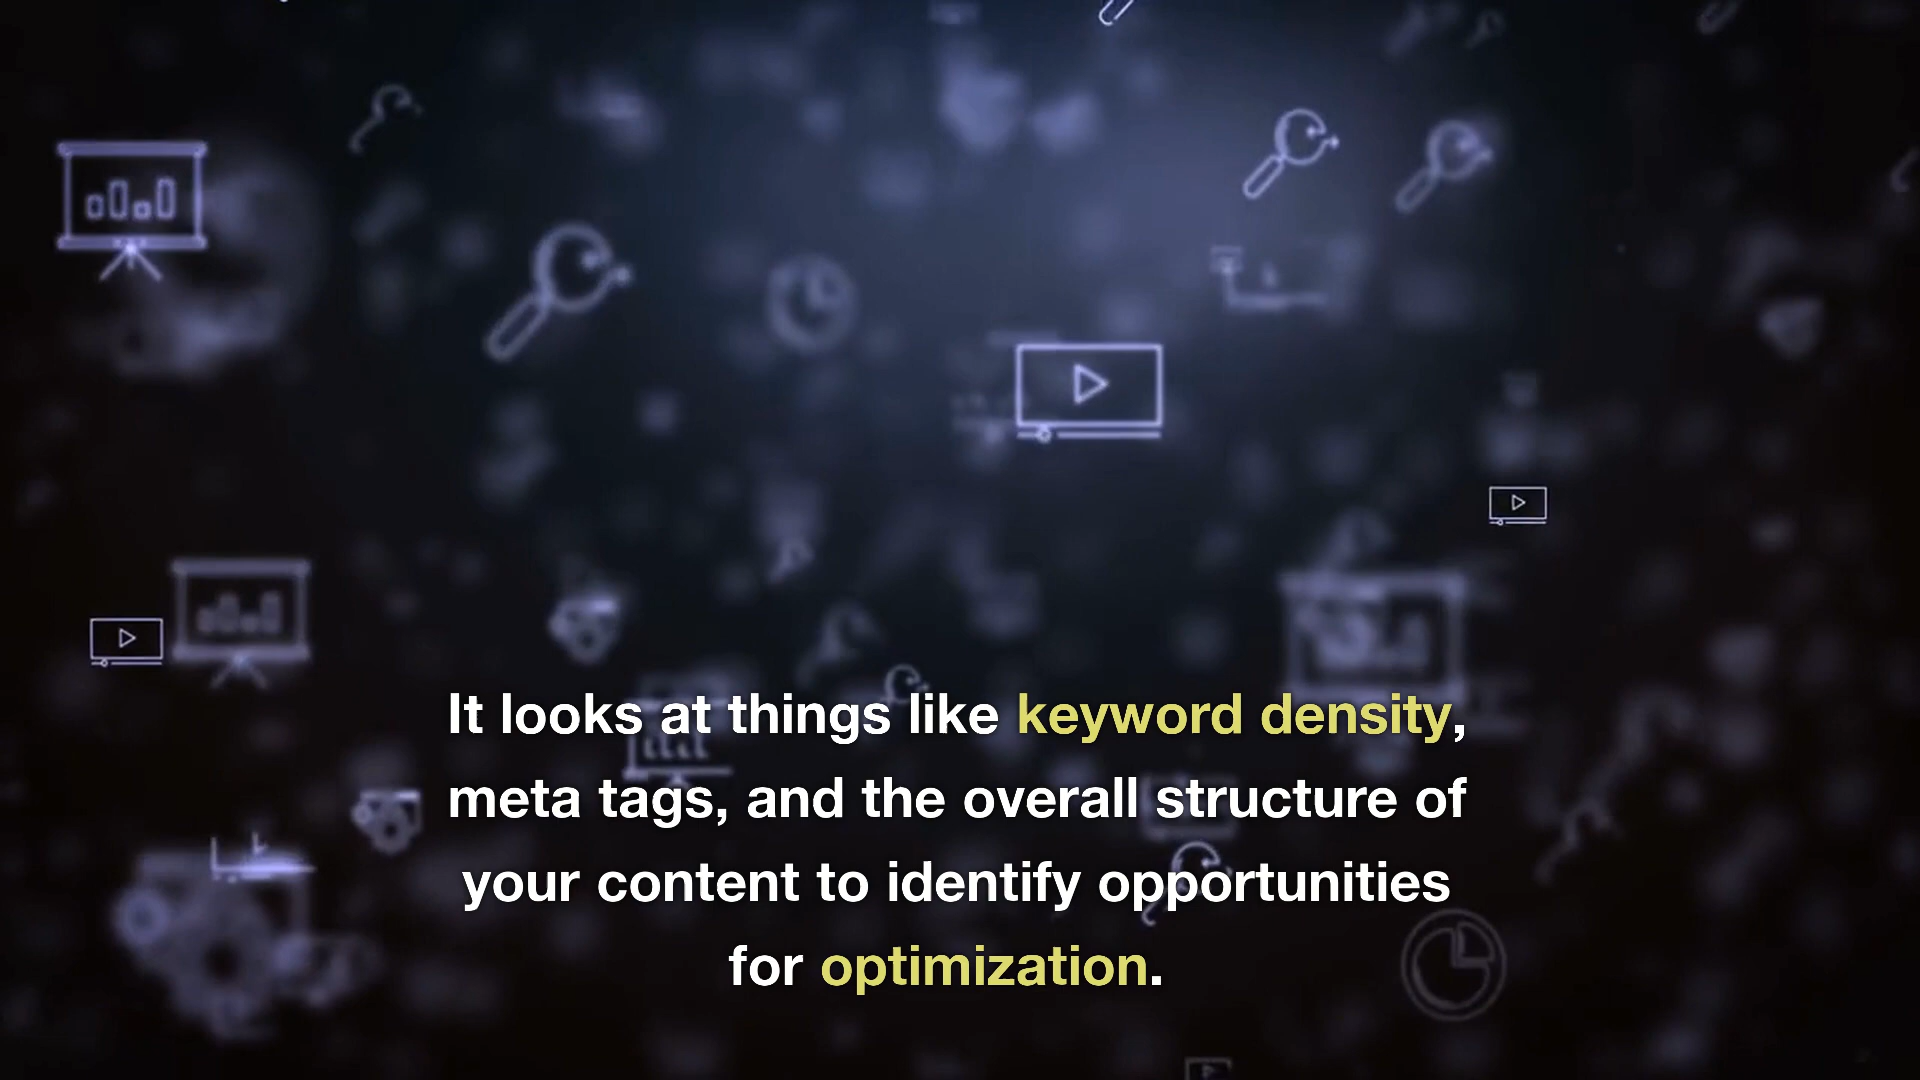 It looks at things like keyword density,
meta tags, and the overall structure of
your content to identify opportunities
for optimization.